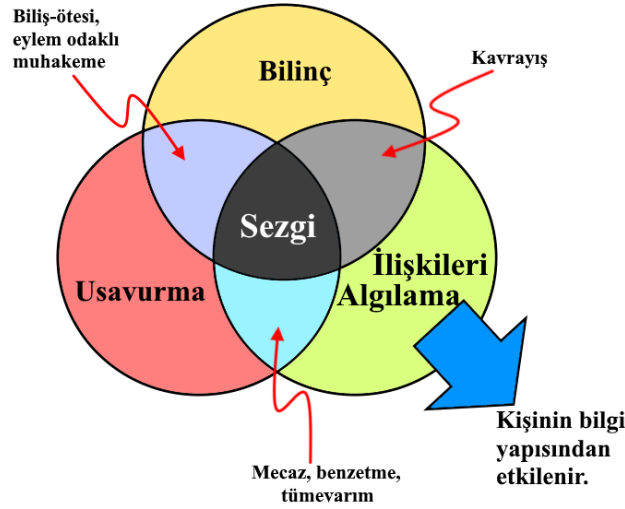 Biliş-ötesi,
eylem odaklı
muhakeme
Bilinç
Kavrayış
Sezgi
Usavurma
İlişkileri
Algılama
Kişinin bilgi
yapısından
etkilenir.
Mecaz, benzetme,
tümevarım